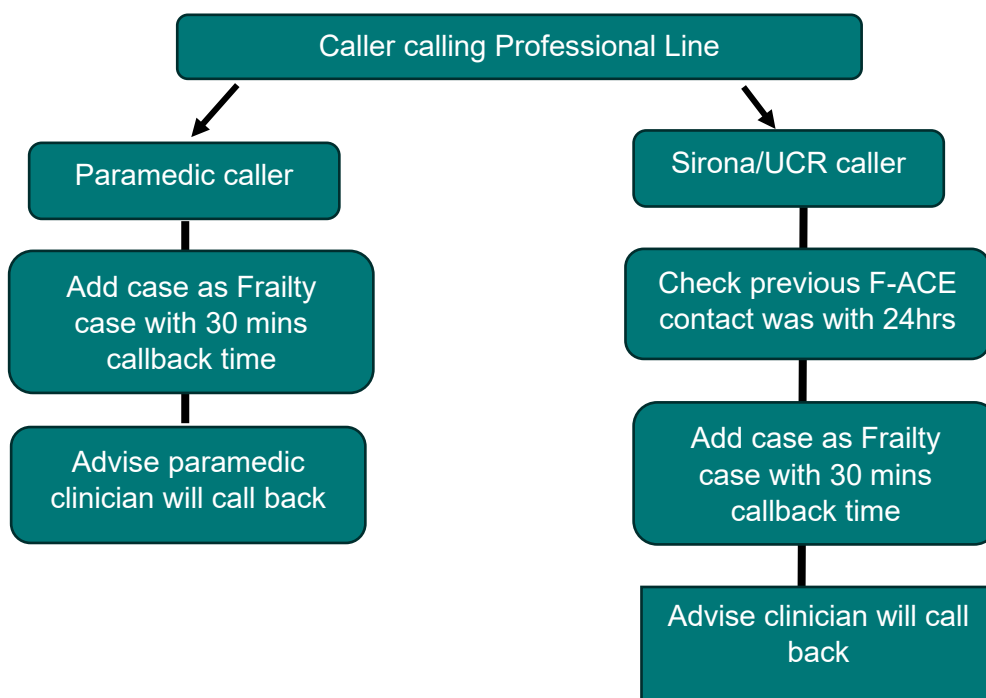 Caller calling Professional Line
Paramedic caller
Add case as Frailty
case with 30 mins
callback time
Advise paramedic
clinician will call back
Sirona/UCR caller
Check previous F-ACE
contact was with 24hrs
Add case as Frailty
case with 30 mins
callback time
Advise clinician will call
back